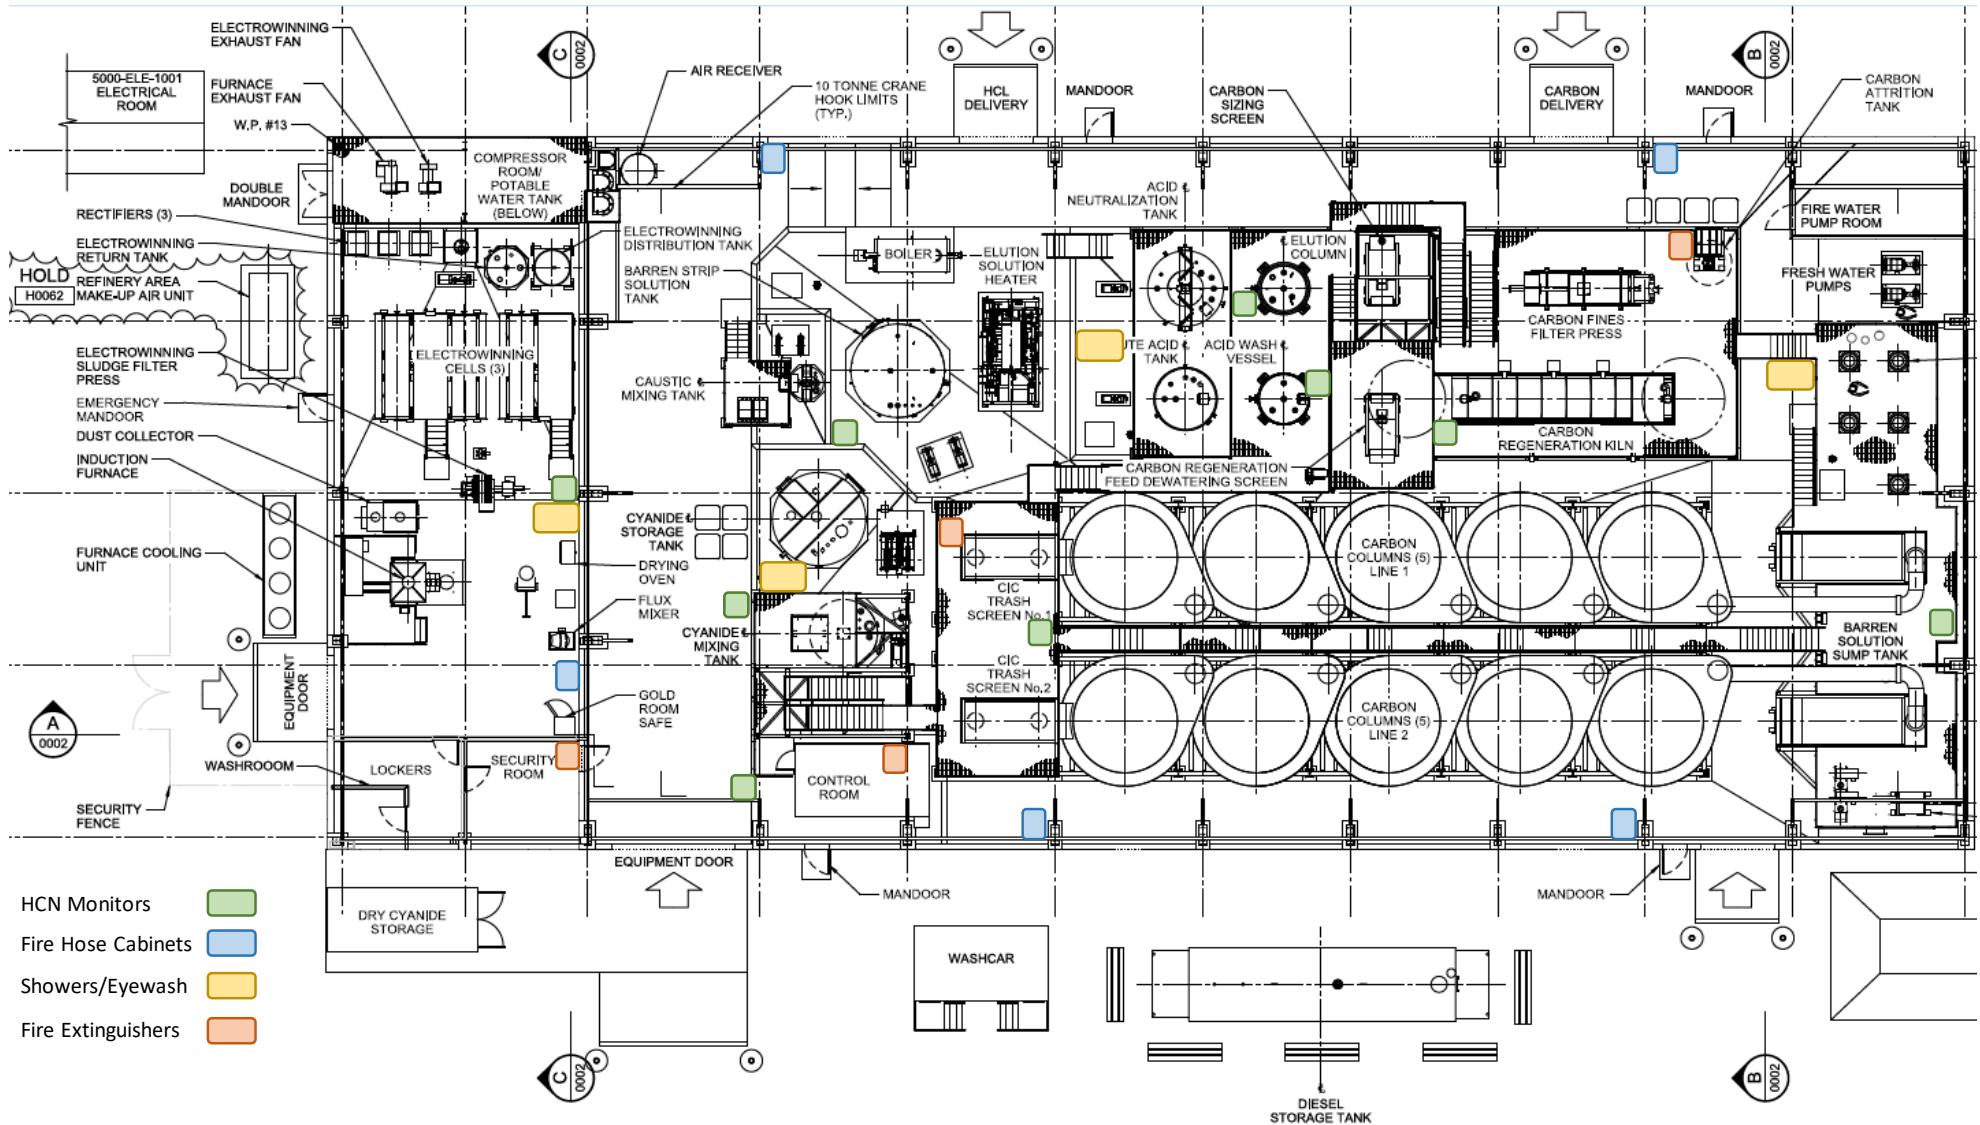 ELECTROWINNING
EXHAUST FAN
5000-ELE-1001
ELECTRICAL
ROOM
FURNACE
EXHAUST FAN
W.P. #13
C
0002
AIR RECEIVER
10 TONNE CRANE
HOOK LIMITS
(TYP.)
HCL
DELIVERY
MANDOOR
CARBON
SIZING
SCREEN
CARBON
DELIVERY
MANDOOR
B
0002
CARBON
ATTRITION
TANK
COMPRESSOR
ROOM/
POTABLE
WATER TANK
(BELOW)
DOUBLE
MANDOOR
RECTIFIERS (3)
ELECTROWINNING
RETURN TANK
HOLD
H0062
REFINERY AREA
MAKE-UP AIR UNIT
ELECTROWINNING
DISTRIBUTION TANK
BARREN STRIP
SOLUTION
TANK
BOILER
ELUTION
SOLUTION
HEATER
ACID
NEUTRALIZATION
TANK
ELUTION
COLUMN
FIRE WATER
PUMP ROOM
FRESH WATER
PUMPS
CARBON FINES
FILTER PRESS
ELECTROWINNING
SLUDGE FILTER
PRESS
ELECTROWINNING
CELLS (3)
CAUSTIC
MIXING TANK
UTE ACID
TANK
ACID WASH
VESSEL
EMERGENCY
MANDOOR
DUST COLLECTOR
INDUCTION
FURNACE
CARBON
REGENERATION KILN
CARBON REGENERATION
FEED DEWATERING SCREEN
CYANIDE
STORAGE
TANK
FURNACE COOLING
UNIT
DRYING
OVEN
FLUX
MIXER
CYANIDE
MIXING
TANK
CIC
TRASH
SCREEN No.1
CARBON
COLUMNS (5)
LINE 1
BARREN
SOLUTION
SUMP TANK
CIC
TRASH
SCREEN No.2
CARBON
COLUMNS (5)
LINE 2
EQUIPMENT
DOOR
GOLD
ROOM
SAFE
A
0002
WASHROOOM
LOCKERS
SECURITY
ROOM
CONTROL
ROOM
SECURITY
FENCE
EQUIPMENT DOOR
MANDOOR
MANDOOR
DRY CYANIDE
STORAGE
WASHCAR
HCN Monitors
Fire Hose Cabinets
Showers/Eyewash
Fire Extinguishers
C
0002
B
0002
DIESEL
STORAGE TANK